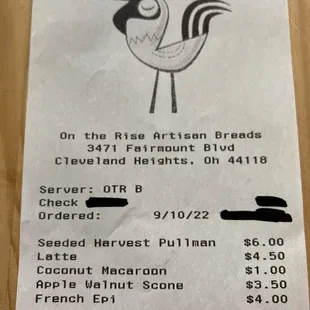 On the Rise Artisan Breads
3471 Fairmount Blvd
Cleveland Heights, Oh 44118
Server: OTR B
Check
Ordered: 9/10/22
Seeded Harvest Pullman $6.00
Latte $4.50
Coconut Macaroon $1.00
Apple Walnut Scone $3.50
French Epi $4.00